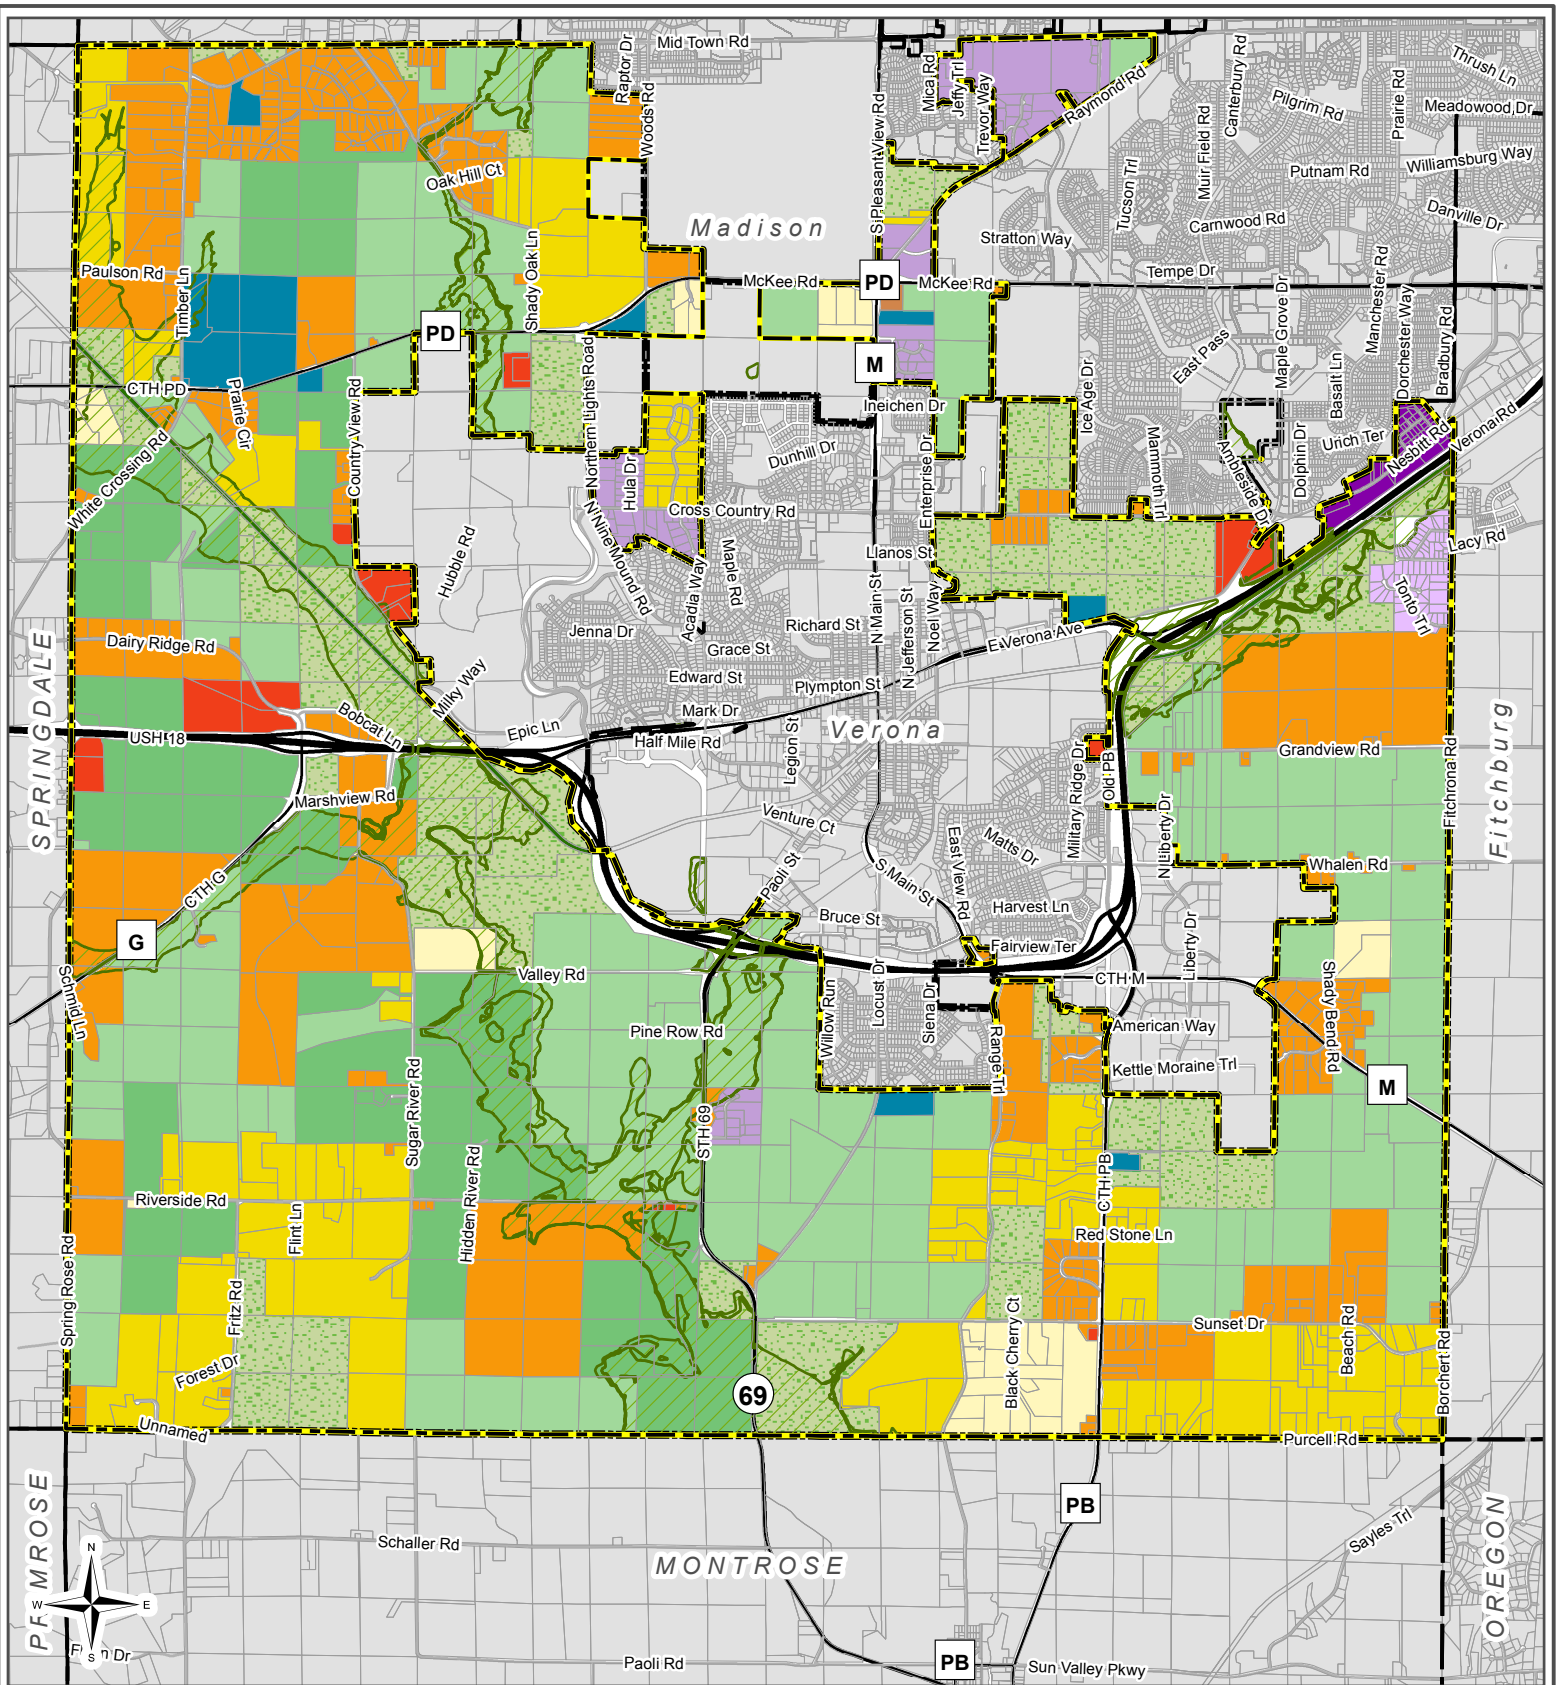 Mid Town Rd
Raptor Dr
Woods Rd
Mica Rd
Jeffy Trl
Trevor Way
Raymond Rd
S Pleasant View Rd
Canterbury Rd
Muir Field Rd
Pilgrim Rd
Prairie Rd
Thrush Ln
Meadowood Dr
Williamsburg Way
Putnam Rd
Danville Dr
Tucson Trl
Carnwood Rd
Stratton Way
Tempe Dr
Oak Hill Ct
Madison
Paulson Rd
Timber Ln
Shady Oak Ln
McKee Rd
PD
McKee Rd
PD
M
Manchester Rd
Dorchester Way
Bradbury Rd
Maple Grove Dr
East Pass
Basalt Ln
Ice Age Dr
CTH PD
Prairie Cir
Country View Rd
Northern Lights Road
Ineichen Dr
Dunhill Dr
Enterprise Dr
Mammoth Trl
Ambleside Dr
Dolphin Dr
Urich Ter
Nesbitt Rd
Verona Rd
White Crossing Rd
Hula Dr
Cross Country Rd
N Nine Mound Rd
Hubble Rd
Acadia Way
Maple Rd
Llanos St
Lacy Rd
Tonto Trl
N Main St
N Jefferson St
Noel Way
Richard St
Jenna Dr
Grace St
Edward St
Plympton St
E Verona Ave
SPRINGDALE
Dairy Ridge Rd
Milky Way
Mark Dr
Epic Ln
Half Mile Rd
Legion St
Verona
Bobcat Ln
USH 18
Marshview Rd
Venture Ct
Military Ridge Dr
Old PB
Grandview Rd
Fitchrona Rd
Fitchburg
CTH G
G
Paoli St
S Main St
East View Rd
Matts Dr
N Liberty Dr
Whalen Rd
Harvest Ln
Bruce St
Fairview Ter
Schmid Ln
Valley Rd
CTH M
Liberty Dr
Shady Bend Rd
Pine Row Rd
Willow Run
Locust Dr
Siena Dr
Range Trl
American Way
Kettle Moraine Trl
M
Sugar River Rd
STH 69
Hidden River Rd
CTH PB
Riverside Rd
Flint Ln
Red Stone Ln
Spring Rose Rd
Fritz Rd
Forest Dr
Black Cherry Ct
Sunset Dr
Beach Rd
Borchert Rd
69
Unnamed
Purcell Rd
PRIMROSE
PB
Schaller Rd
MONTROSE
Sayles Trl
OREGON
N
W
E
S
Paoli Rd
PB
Sun Valley Pkwy